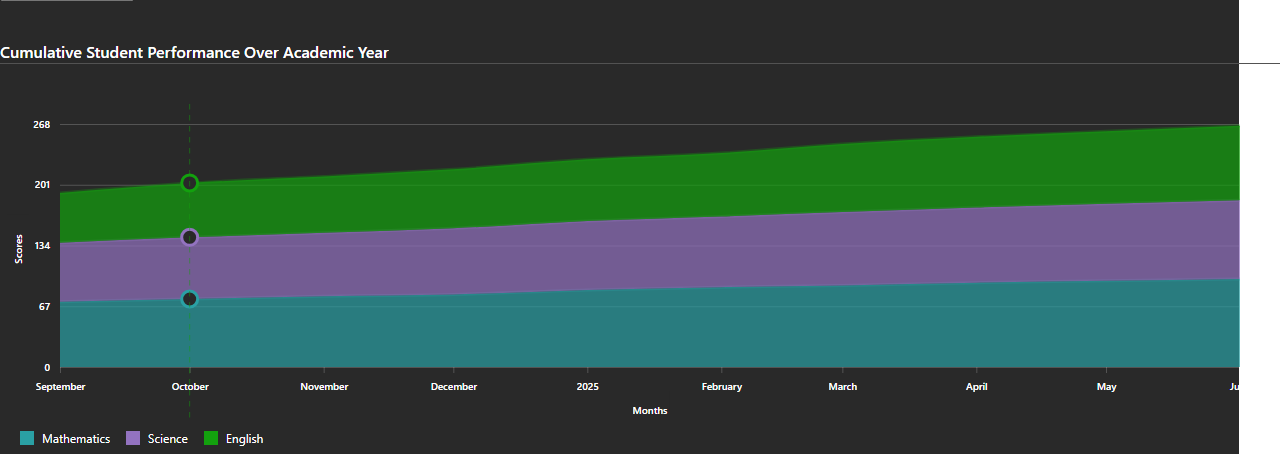 Cumulative Student Performance Over Academic Year
268
201
134
67
0
Scores
September October November December 2025 February March April May Ju
Months
Mathematics Science English